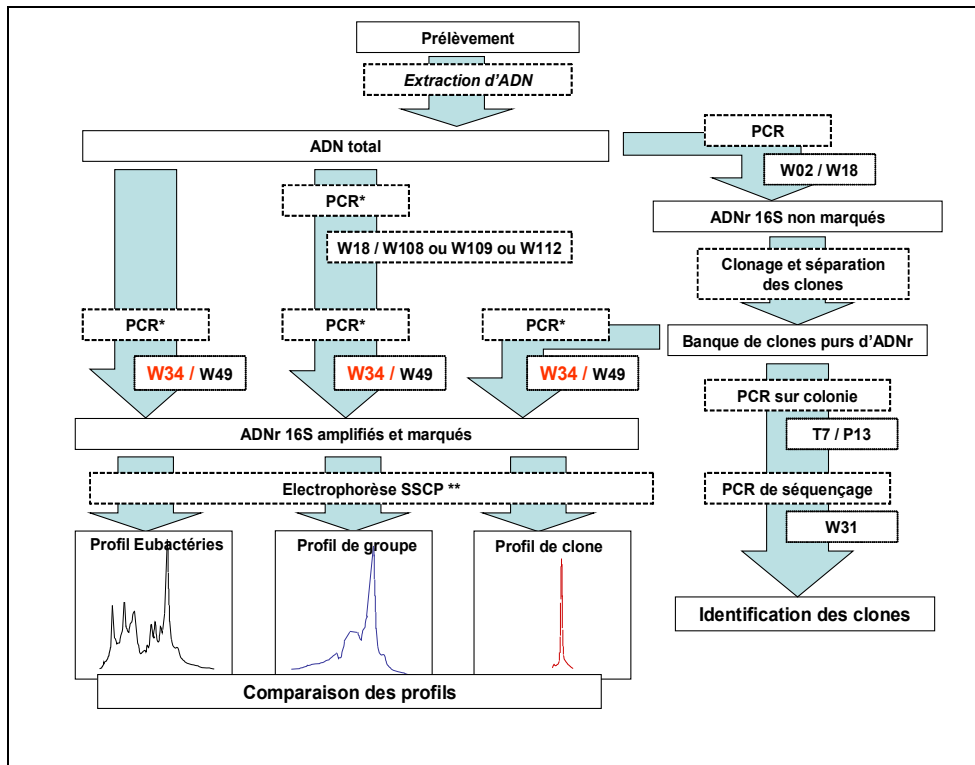 Prélèvement
Extraction d'ADN
ADN total
PCR
W02 / W18
PCR*
W18 / W108 ou W109 ou W112
ADNr 16S non marqués
Clonage et séparation
des clones
PCR*
PCR*
PCR*
Banque de clones purs d'ADNr
W34 / W49
W34 / W49
W34 / W49
PCR sur colonie
T7 / P13
ADNr 16S amplifiés et marqués
Electrophorèse SSCP **
PCR de séquençage
W31
Profil Eubactéries
Profil de groupe
Profil de clone
Identification des clones
Comparaison des profils